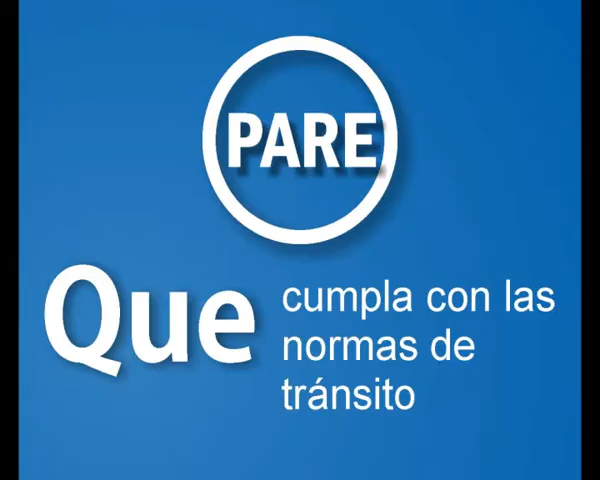 PARE
Que
cumpla con las
normas de
tránsito